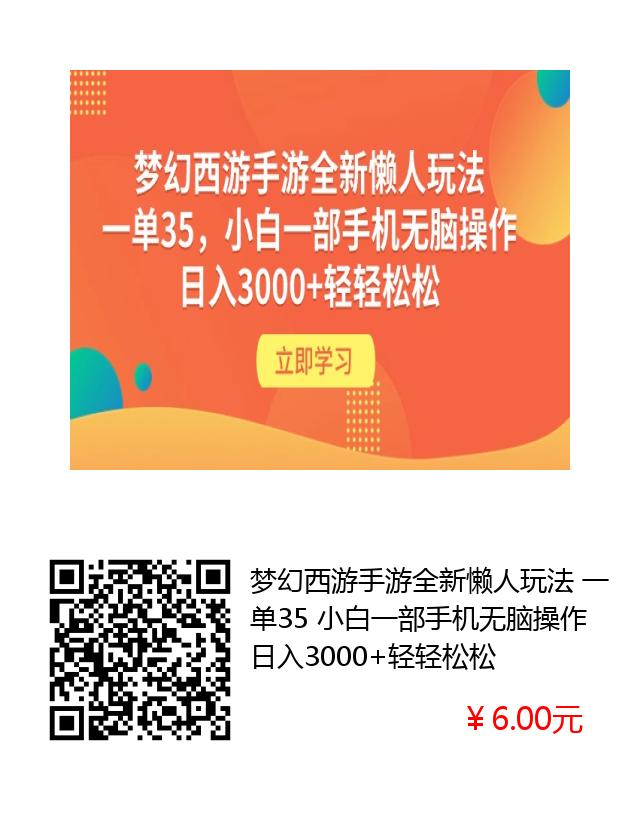 梦幻西游手游全新懒人玩法
一单35，小白一部手机无脑操作
日入3000+轻轻松松
立即学习
梦幻西游手游全新懒人玩法 一
单35 小白一部手机无脑操作
日入3000+轻轻松松
￥6.00元